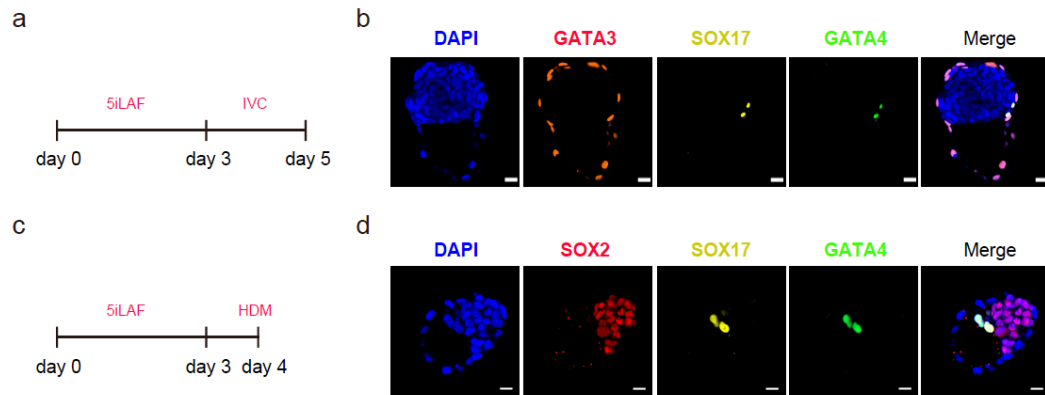 a
5iLAF
IVC
day 0
day 3
day 5
b
DAPI
GATA3
SOX17
GATA4
Merge
c
5iLAF
HDM
day 0
day 3
day 4
d
DAPI
SOX2
SOX17
GATA4
Merge